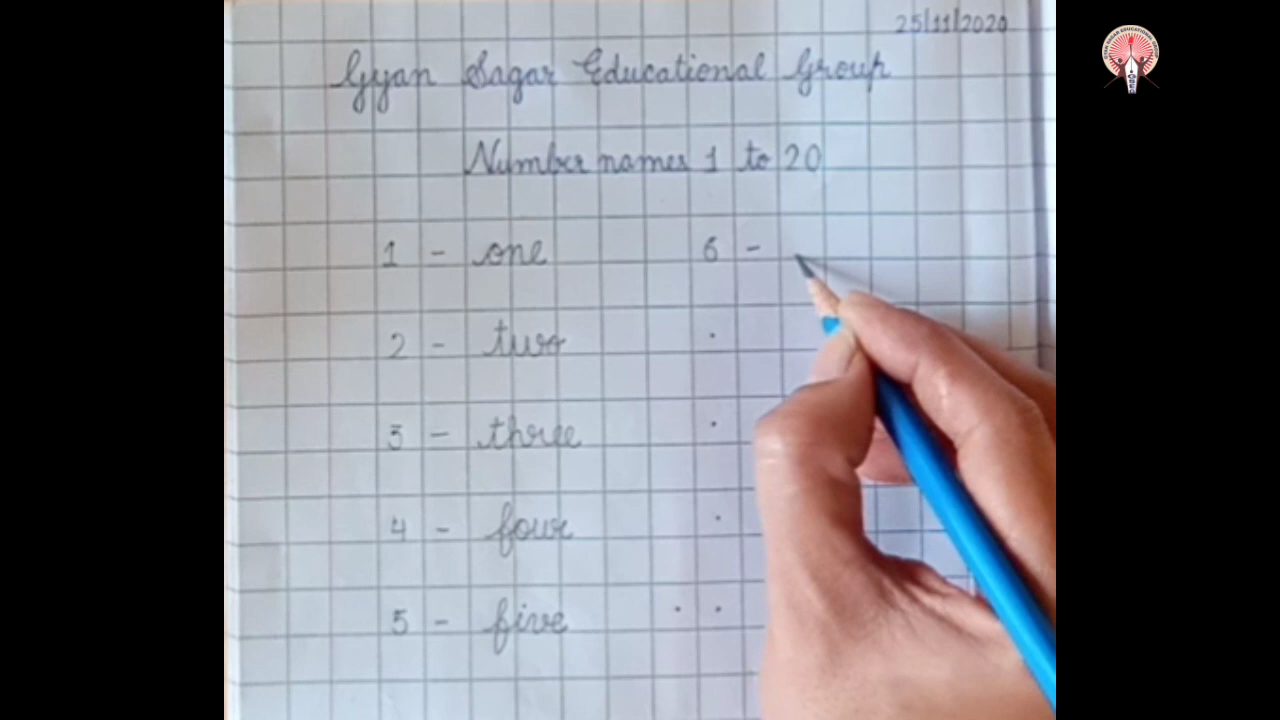 25/11/2020
Gyan Sagar Educational Group
Number names 1 to 20
1 - one
2 - two
3 - three
4 - four
5 - five
6 -